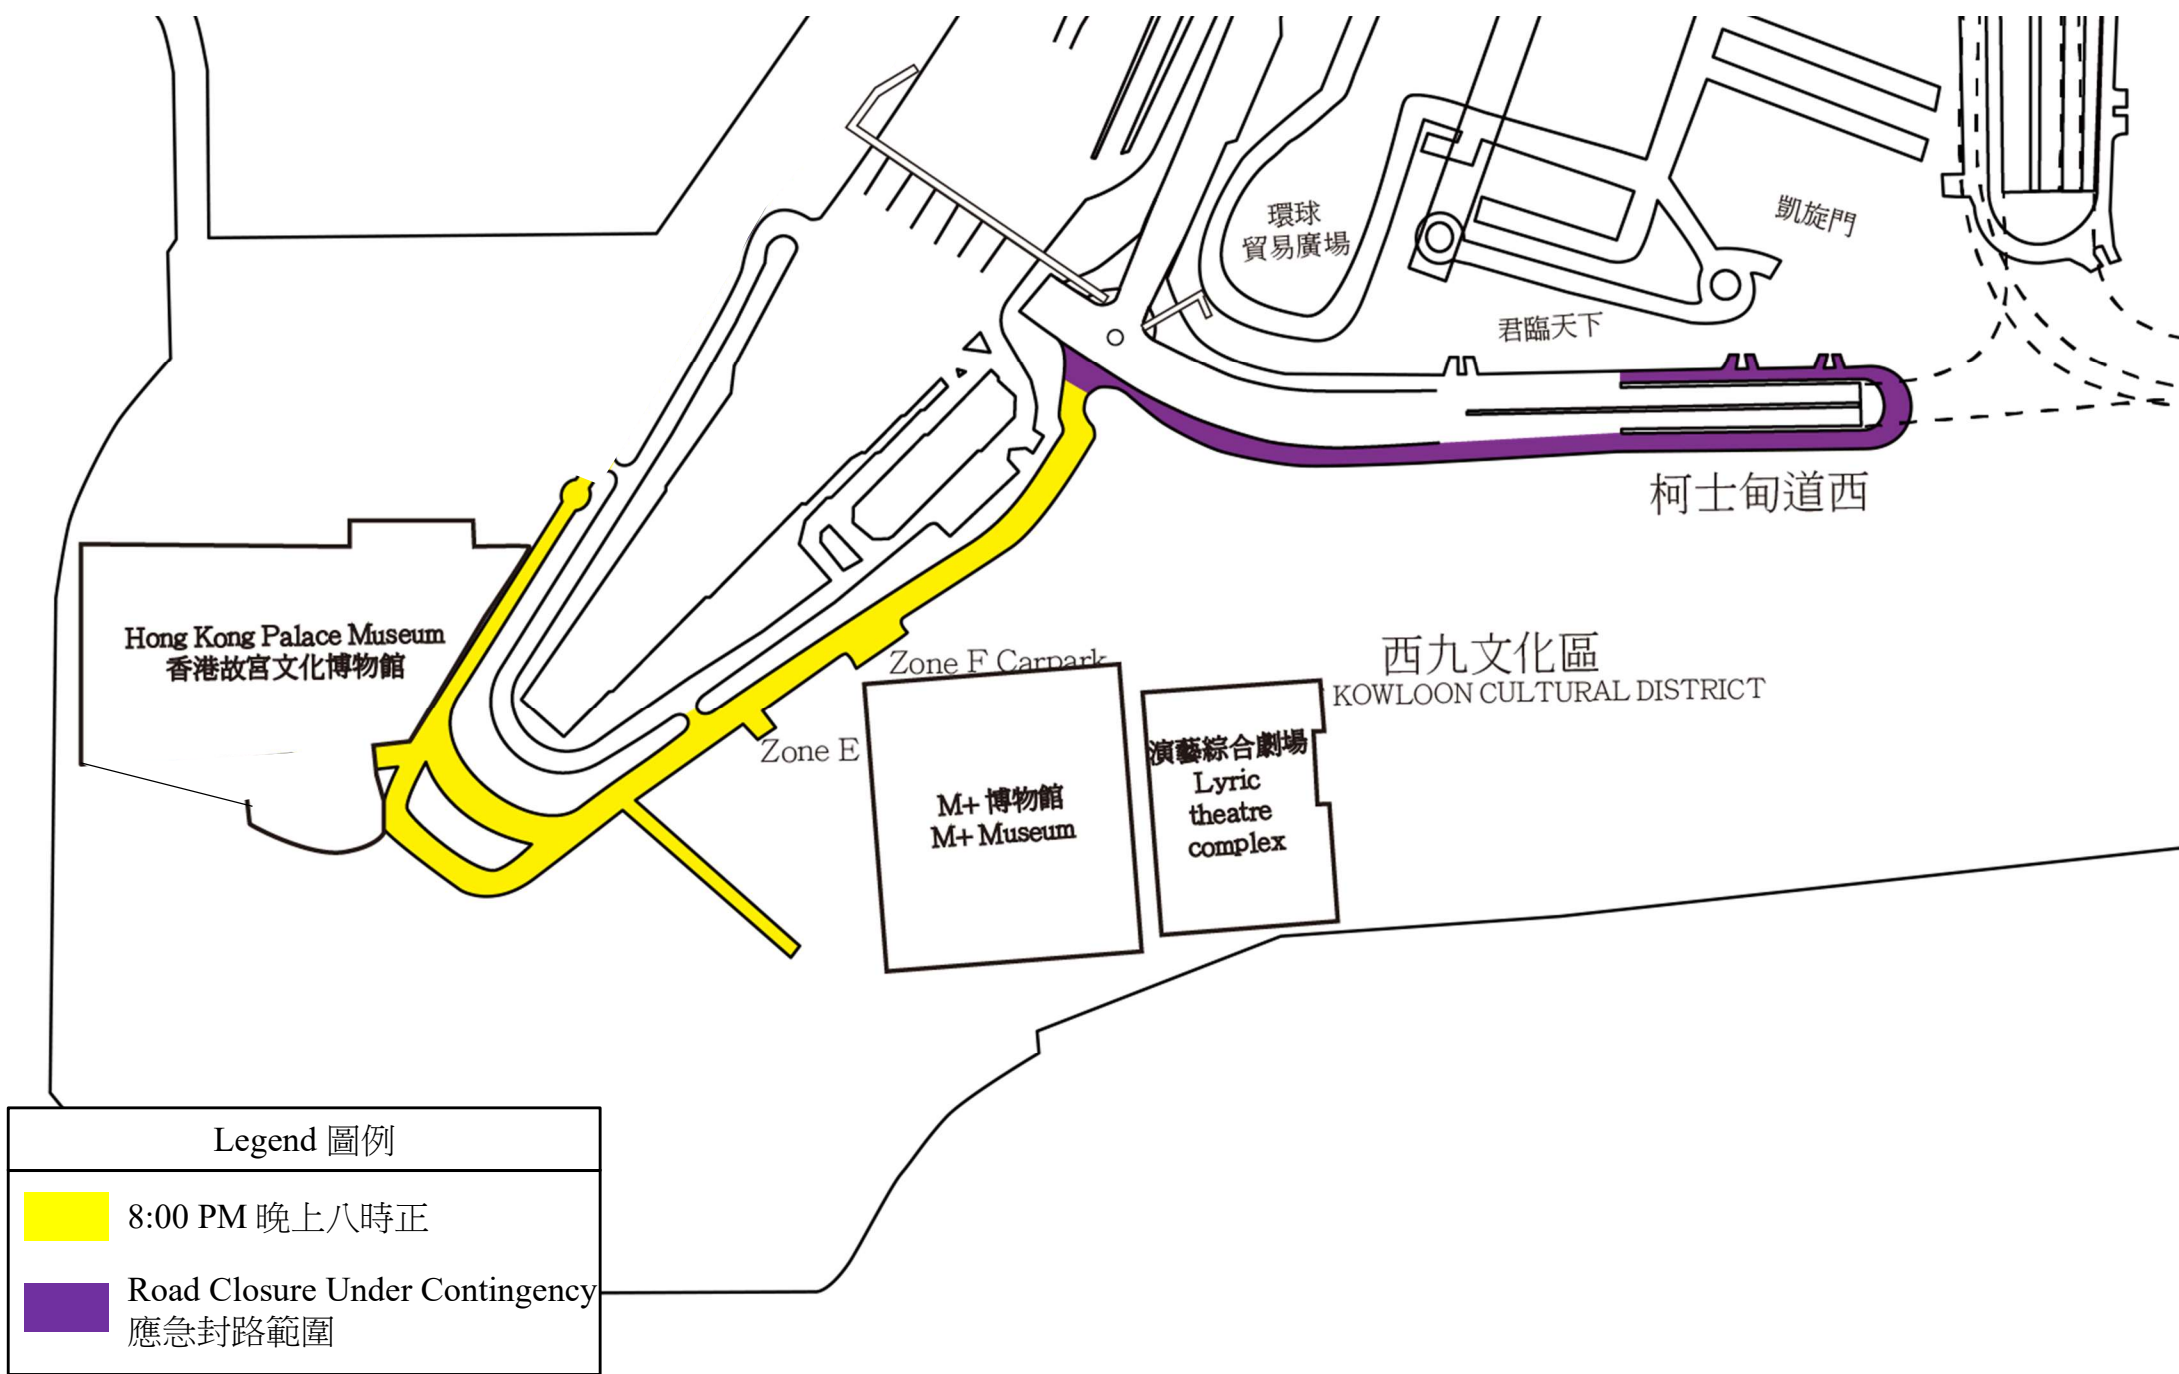 環球
貿易廣場
凱旋門
君臨天下
柯士甸道西
Hong Kong Palace Museum
香港故宮文化博物館
Zone F Carpark
西九文化區
KOWLOON CULTURAL DISTRICT
Zone E
M+ 博物館
M+ Museum
演藝綜合劇場
Lyric
theatre
complex
Legend 圖例
8:00 PM 晚上八時正
Road Closure Under Contingency
應急封路範圍